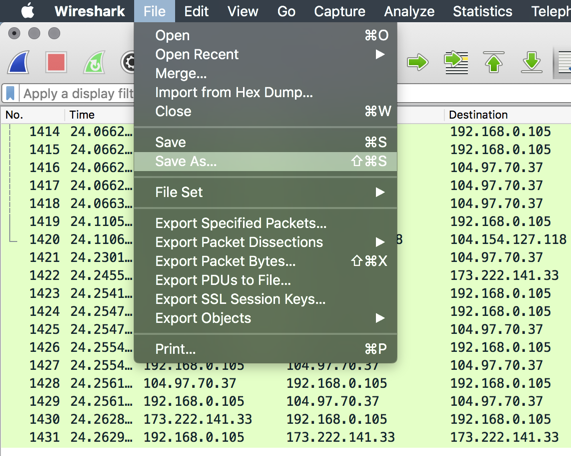 Wireshark File Edit View Go Capture Analyze Statistics Teleph
Open ⌘O
Open Recent ▶
Merge...
Import from Hex Dump...
Close ⌘W
Save ⌘S
Save As... ⇧⌘S
File Set ▶
Export Specified Packets...
Export Packet Dissections ▶
Export Packet Bytes... ⇧⌘X
Export PDUs to File...
Export SSL Session Keys...
Export Objects ▶
Print... ⌘P
Apply a display filt
No. Time Destination
1414 24.0662… 192.168.0.105
1415 24.0662… 192.168.0.105
1416 24.0662… 104.97.70.37
1417 24.0662… 104.97.70.37
1418 24.0663… 104.97.70.37
1419 24.1105… 192.168.0.105
1420 24.1106… 8 104.154.127.118
1421 24.2301… 104.97.70.37
1422 24.2455… 173.222.141.33
1423 24.2541… 192.168.0.105
1424 24.2547… 192.168.0.105
1425 24.2547… 104.97.70.37
1426 24.2554… 192.168.0.105
1427 24.2554… 192.168.0.105 104.97.70.37 104.97.70.37
1428 24.2561… 104.97.70.37 192.168.0.105 192.168.0.105
1429 24.2561… 192.168.0.105 104.97.70.37 104.97.70.37
1430 24.2628… 173.222.141.33 192.168.0.105 192.168.0.105
1431 24.2629… 192.168.0.105 173.222.141.33 173.222.141.33